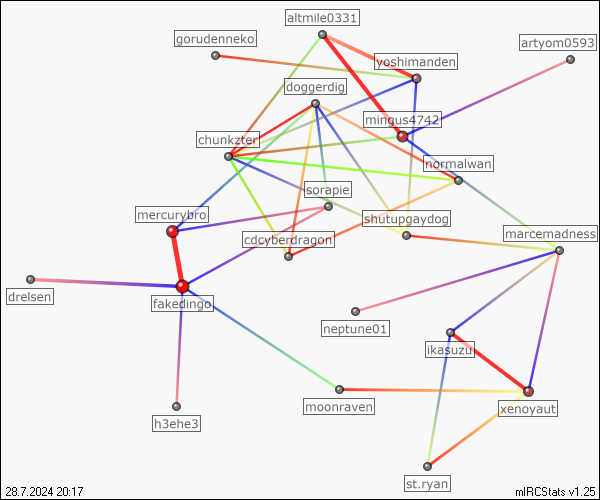 altmile0331
gorudenneko
artyom0593
yoshimanden
doggerdig
mingus4742
chunkzter
normalwan
sorapie
mercurybro
shutupgaydog
marcemadness
cdcyberdragon
drelsen
fakedingo
neptune01
ikasuzu
moonraven
xenoyaut
h3ehe3
st.ryan
28.7.2024 20:17
mIRCStats v1.25